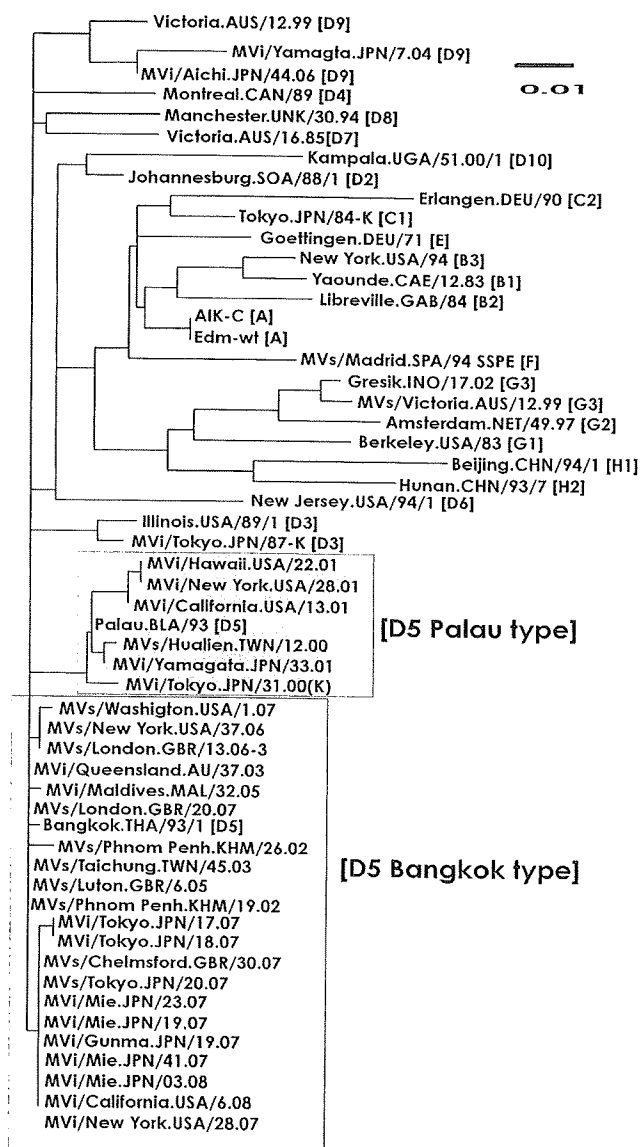 Victoria.AUS/12.99 [D9]
MVi/Yamagta.JPN/7.04 [D9]
MVi/Aichi.JPN/44.06 [D9]
0.01
Montreal.CAN/89 [D4]
Manchester.UNK/30.94 [D8]
Victoria.AUS/16.85[D7]
Kampala.UGA/51.00/1 [D10]
Johannesburg.SOA/88/1 [D2]
Erlangen.DEU/90 [C2]
Tokyo.JPN/84-K [C1]
Goettingen.DEU/71 [E]
New York.USA/94 [B3]
Yaounde.CAE/12.83 [B1]
Libreville.GAB/84 [B2]
AIK-C [A]
Edm-wt [A]
MVs/Madrid.SPA/94 SSPE [F]
Gresik.INO/17.02 [G3]
MVs/Victoria.AUS/12.99 [G3]
Amsterdam.NET/49.97 [G2]
Berkeley.USA/83 [G1]
Beijing.CHN/94/1 [H1]
Hunan.CHN/93/7 [H2]
New Jersey.USA/94/1 [D6]
Illinois.USA/89/1 [D3]
MVi/Tokyo.JPN/87-K [D3]
MVi/Hawaii.USA/22.01
MVi/New York.USA/28.01
MVi/California.USA/13.01
Palau.BLA/93 [D5]
[D5 Palau type]
MVs/Hualien.TWN/12.00
MVi/Yamagata.JPN/33.01
MVi/Tokyo.JPN/31.00(K)
MVs/Washigton.USA/1.07
MVs/New York.USA/37.06
MVs/London.GBR/13.06-3
MVi/Queensland.AU/37.03
MVi/Maldives.MAL/32.05
MVs/London.GBR/20.07
Bangkok.THA/93/1 [D5]
MVs/Phnom Penh.KHM/26.02
MVs/Taichung.TWN/45.03
[D5 Bangkok type]
MVs/Luton.GBR/6.05
MVs/Phnom Penh.KHM/19.02
MVi/Tokyo.JPN/17.07
MVi/Tokyo.JPN/18.07
MVs/Chelmsford.GBR/30.07
MVs/Tokyo.JPN/20.07
MVi/Mie.JPN/23.07
MVi/Mie.JPN/19.07
MVi/Gunma.JPN/19.07
MVi/Mie.JPN/41.07
MVi/Mie.JPN/03.08
MVi/California.USA/6.08
MVi/New York.USA/28.07